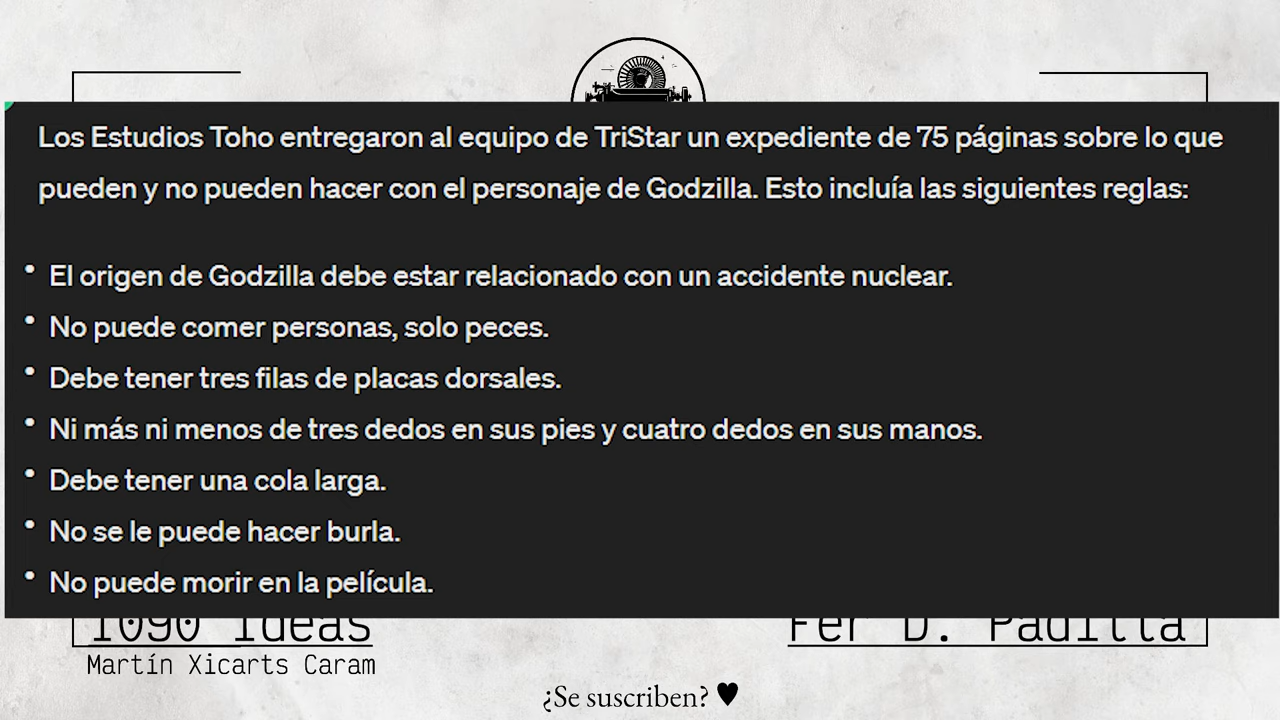 Los Estudios Toho entregaron al equipo de TriStar un expediente de 75 páginas sobre lo que
pueden y no pueden hacer con el personaje de Godzilla. Esto incluía las siguientes reglas:
• El origen de Godzilla debe estar relacionado con un accidente nuclear.
• No puede comer personas, solo peces.
• Debe tener tres filas de placas dorsales.
• Ni más ni menos de tres dedos en sus pies y cuatro dedos en sus manos.
• Debe tener una cola larga.
• No se le puede hacer burla.
• No puede morir en la película.
1090 ideas
Fer D. Padilla
Martín Xicarts Caram
¿Se suscriben? ♥